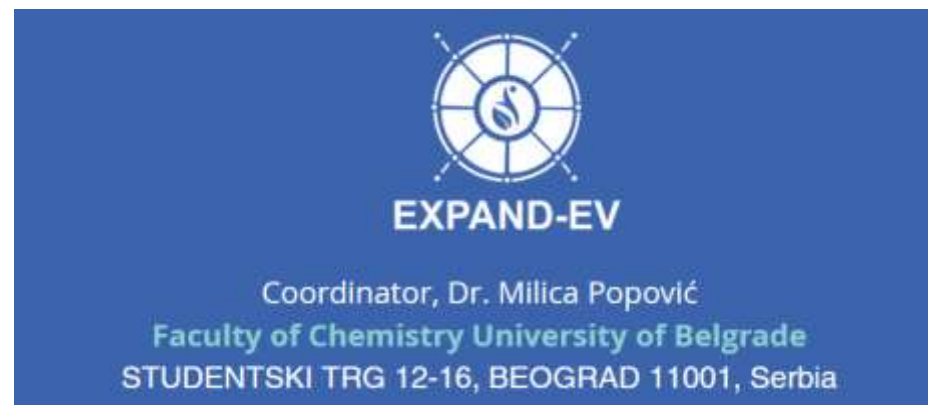 EXPAND-EV
Coordinator, Dr. Milica Popović
Faculty of Chemistry University of Belgrade
STUDENTSKI TRG 12-16, BEOGRAD 11001, Serbia